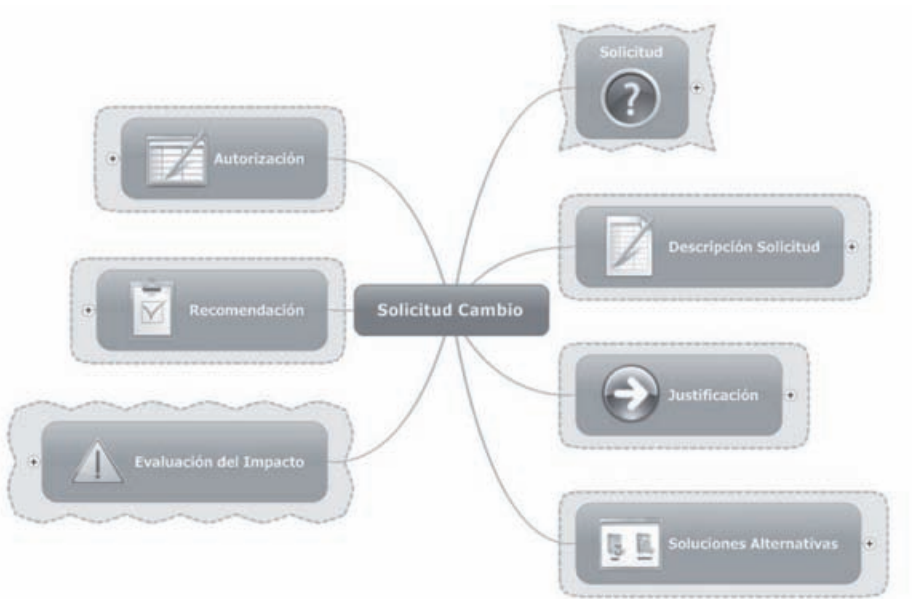 Solicitud
Autorización
Descripción Solicitud
Recomendación
Solicitud Cambio
Justificación
Evaluación del Impacto
Soluciones Alternativas